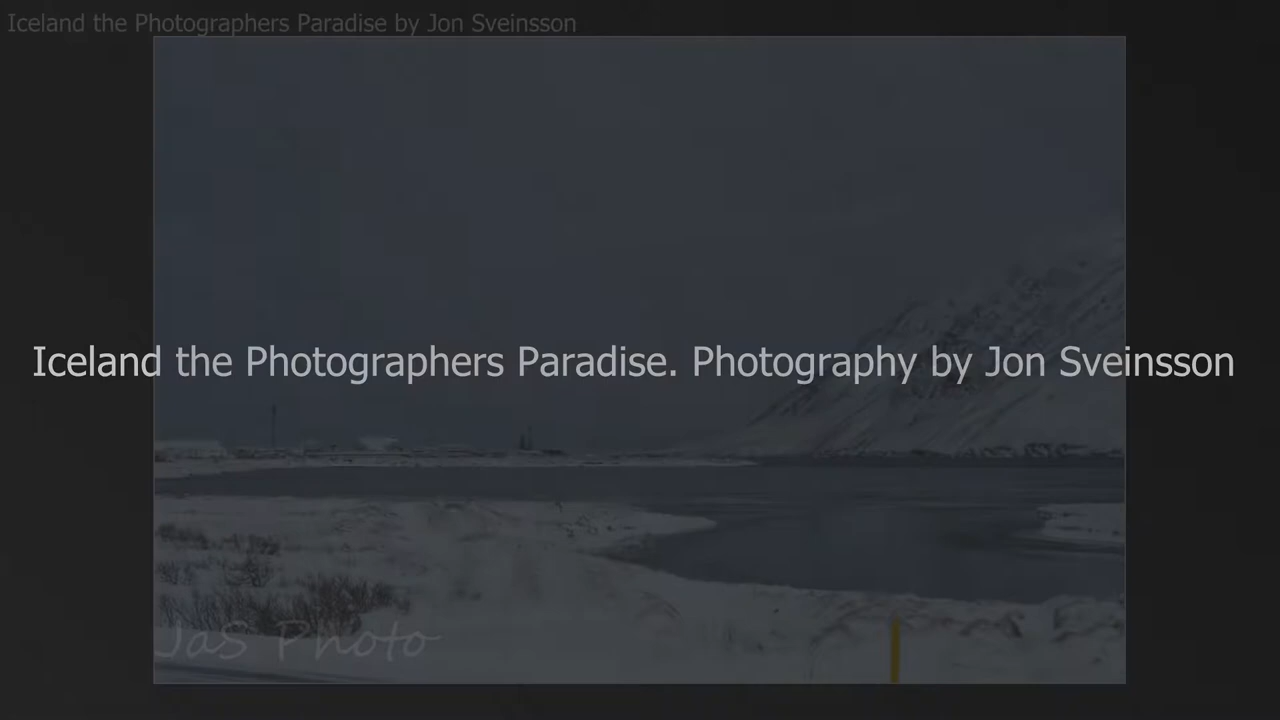 Iceland the Photographers Paradise by Jon Sveinsson
Iceland the Photographers Paradise. Photography by Jon Sveinsson
JaS Photo